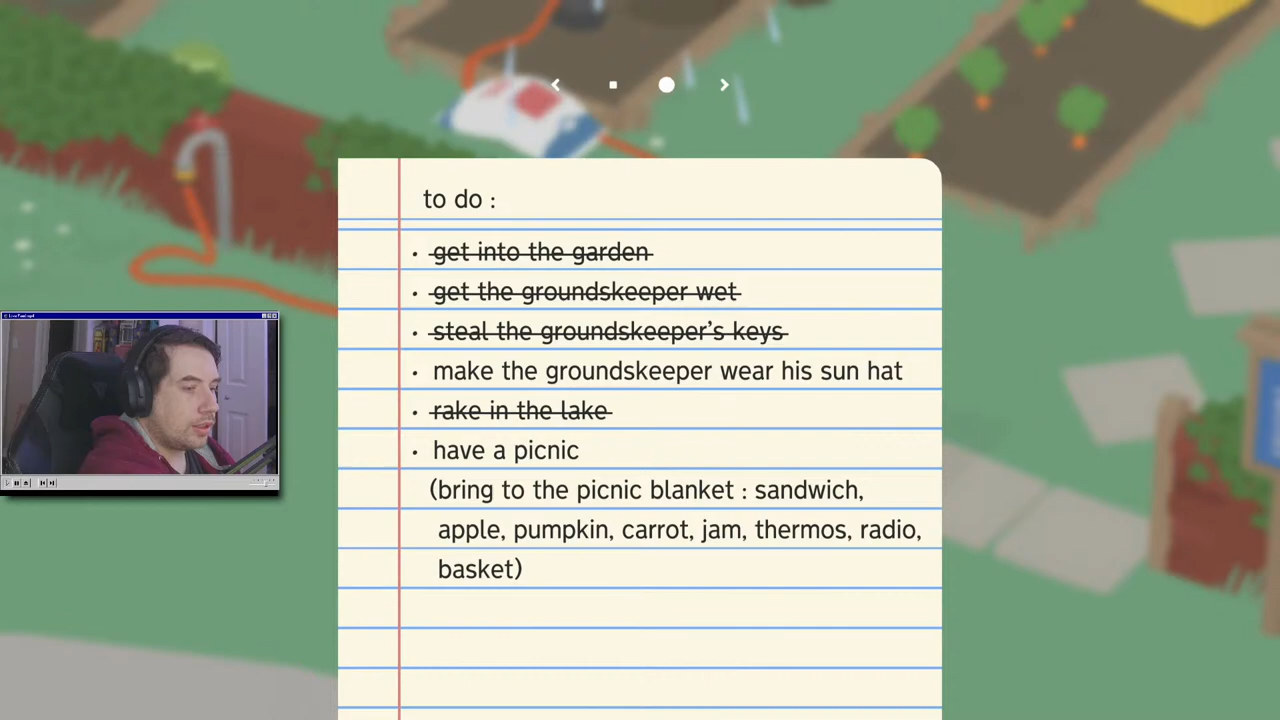 to do :
· get into the garden
· get the groundskeeper wet
· steal the groundskeeper's keys
· make the groundskeeper wear his sun hat
· rake in the lake
· have a picnic
(bring to the picnic blanket : sandwich,
apple, pumpkin, carrot, jam, thermos, radio,
basket)